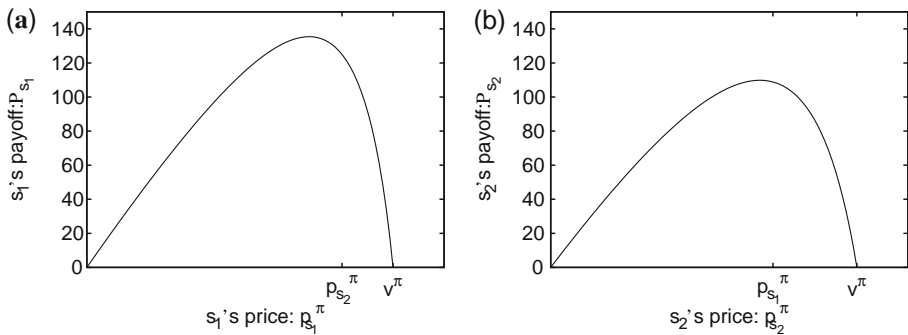 (a)
140
120
100
80
60
40
20
0
s1's payoff:Ps1
ps2π
vπ
s1's price: ps1π
(b)
140
120
100
80
60
40
20
0
s2's payoff:Ps2
ps1π
vπ
s2's price: ps2π